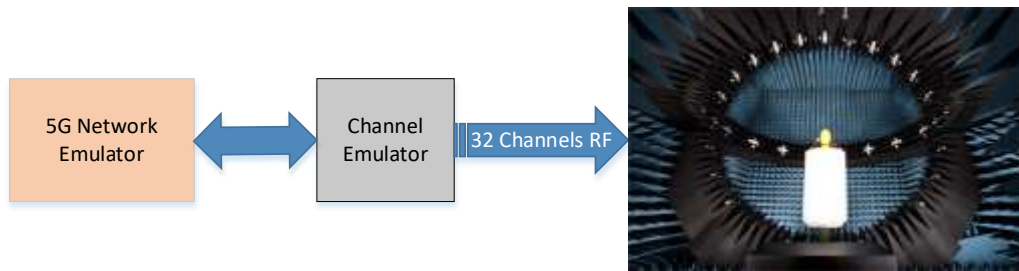 5G Network
Emulator
Channel
Emulator
32 Channels RF